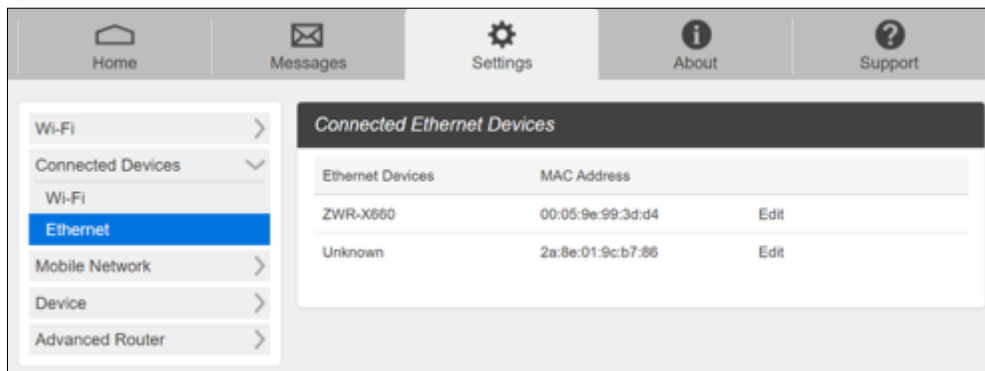 Home Messages Settings About Support
Wi-Fi
Connected Devices
Wi-Fi
Ethernet
Mobile Network
Device
Advanced Router
Connected Ethernet Devices
Ethernet Devices MAC Address
ZWR-X660 00:05:9e:99:3d:d4 Edit
Unknown 2a:8e:01:9c:b7:86 Edit